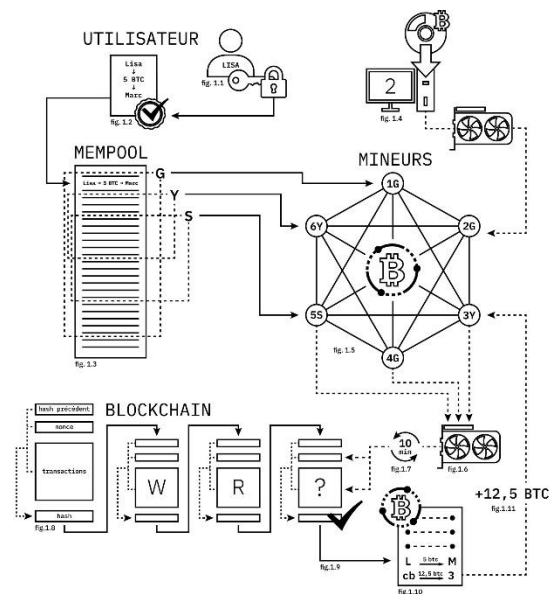 UTILISATEUR
LISA
fig. 1.1
Lisa
↓
5 BTC
↓
Marc
fig. 1.2
2
fig. 1.4
MEMPOOL
G
Lisa → 5 BTC → Marc
Y
S
fig. 1.3
MINEURS
1G
6Y
2G
5S
3Y
4G
fig. 1.5
BLOCKCHAIN
hash précédent
nonce
transactions
hash
fig.1.8
W
R
?
fig.1.9
10
min
fig.1.7
fig.1.6
+12,5 BTC
fig.1.11
L 5 btc M
cb 12,5 btc 3
fig.1.10